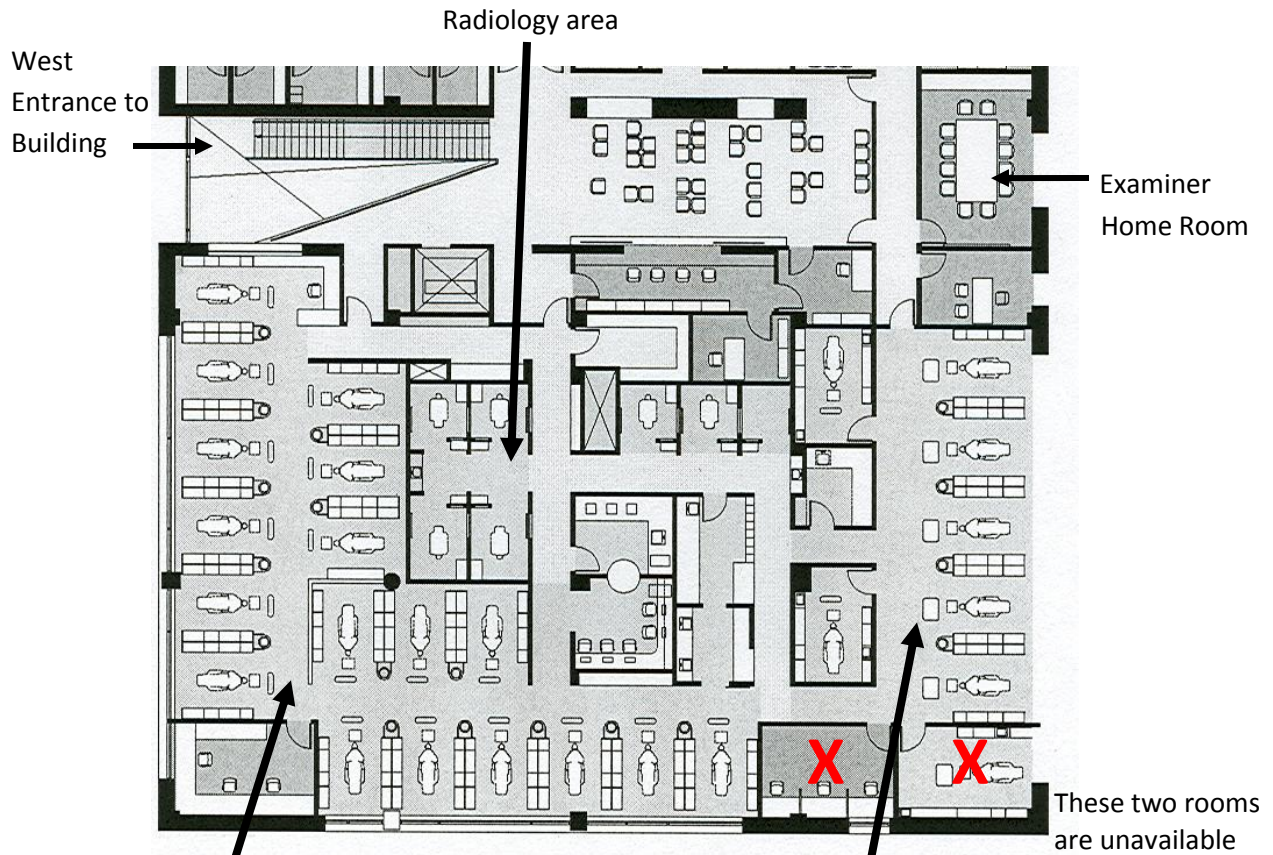 Radiology area
West
Entrance to
Building
Examiner
Home Room
X X
These two rooms
are unavailable